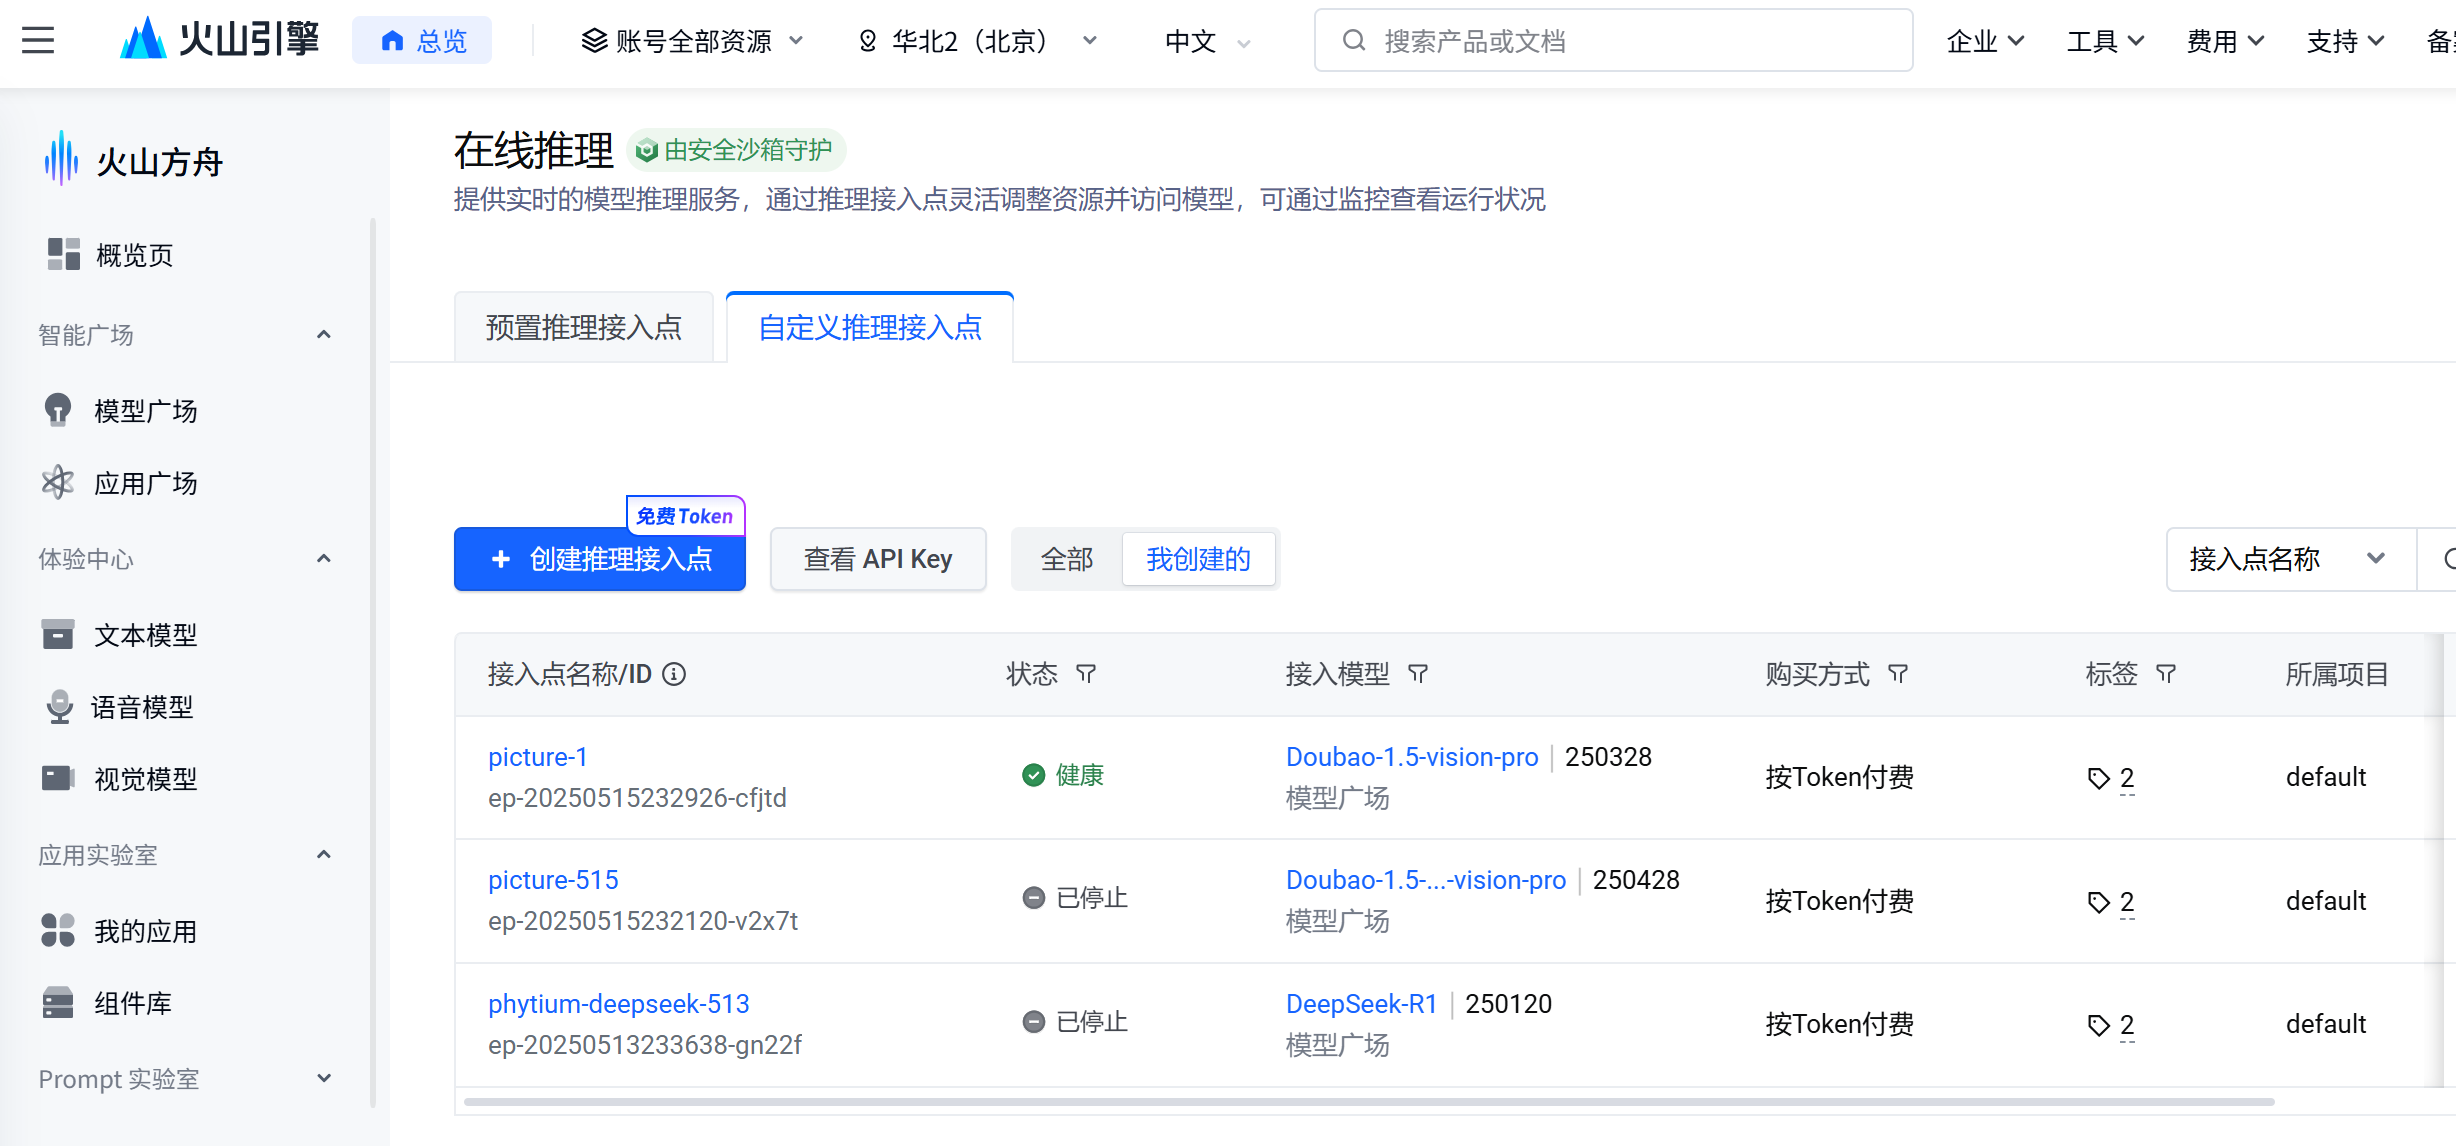 火山引擎
总览
账号全部资源
华北2（北京）
中文
搜索产品或文档
企业
工具
费用
支持
火山方舟
概览页
智能广场
模型广场
应用广场
体验中心
文本模型
语音模型
视觉模型
应用实验室
我的应用
组件库
Prompt 实验室
在线推理
由安全沙箱守护
提供实时的模型推理服务，通过推理接入点灵活调整资源并访问模型，可通过监控查看运行状况
预置推理接入点
自定义推理接入点
免费Token
+ 创建推理接入点
查看 API Key
全部
我创建的
接入点名称
接入点名称/ID
状态
接入模型
购买方式
标签
所属项目
picture-1
ep-20250515232926-cfjtd
健康
Doubao-1.5-vision-pro | 250328
模型广场
按Token付费
2
default
picture-515
ep-20250515232120-v2x7t
已停止
Doubao-1.5-...-vision-pro | 250428
模型广场
按Token付费
2
default
phytium-deepseek-513
ep-20250513233638-gn22f
已停止
DeepSeek-R1 | 250120
模型广场
按Token付费
2
default